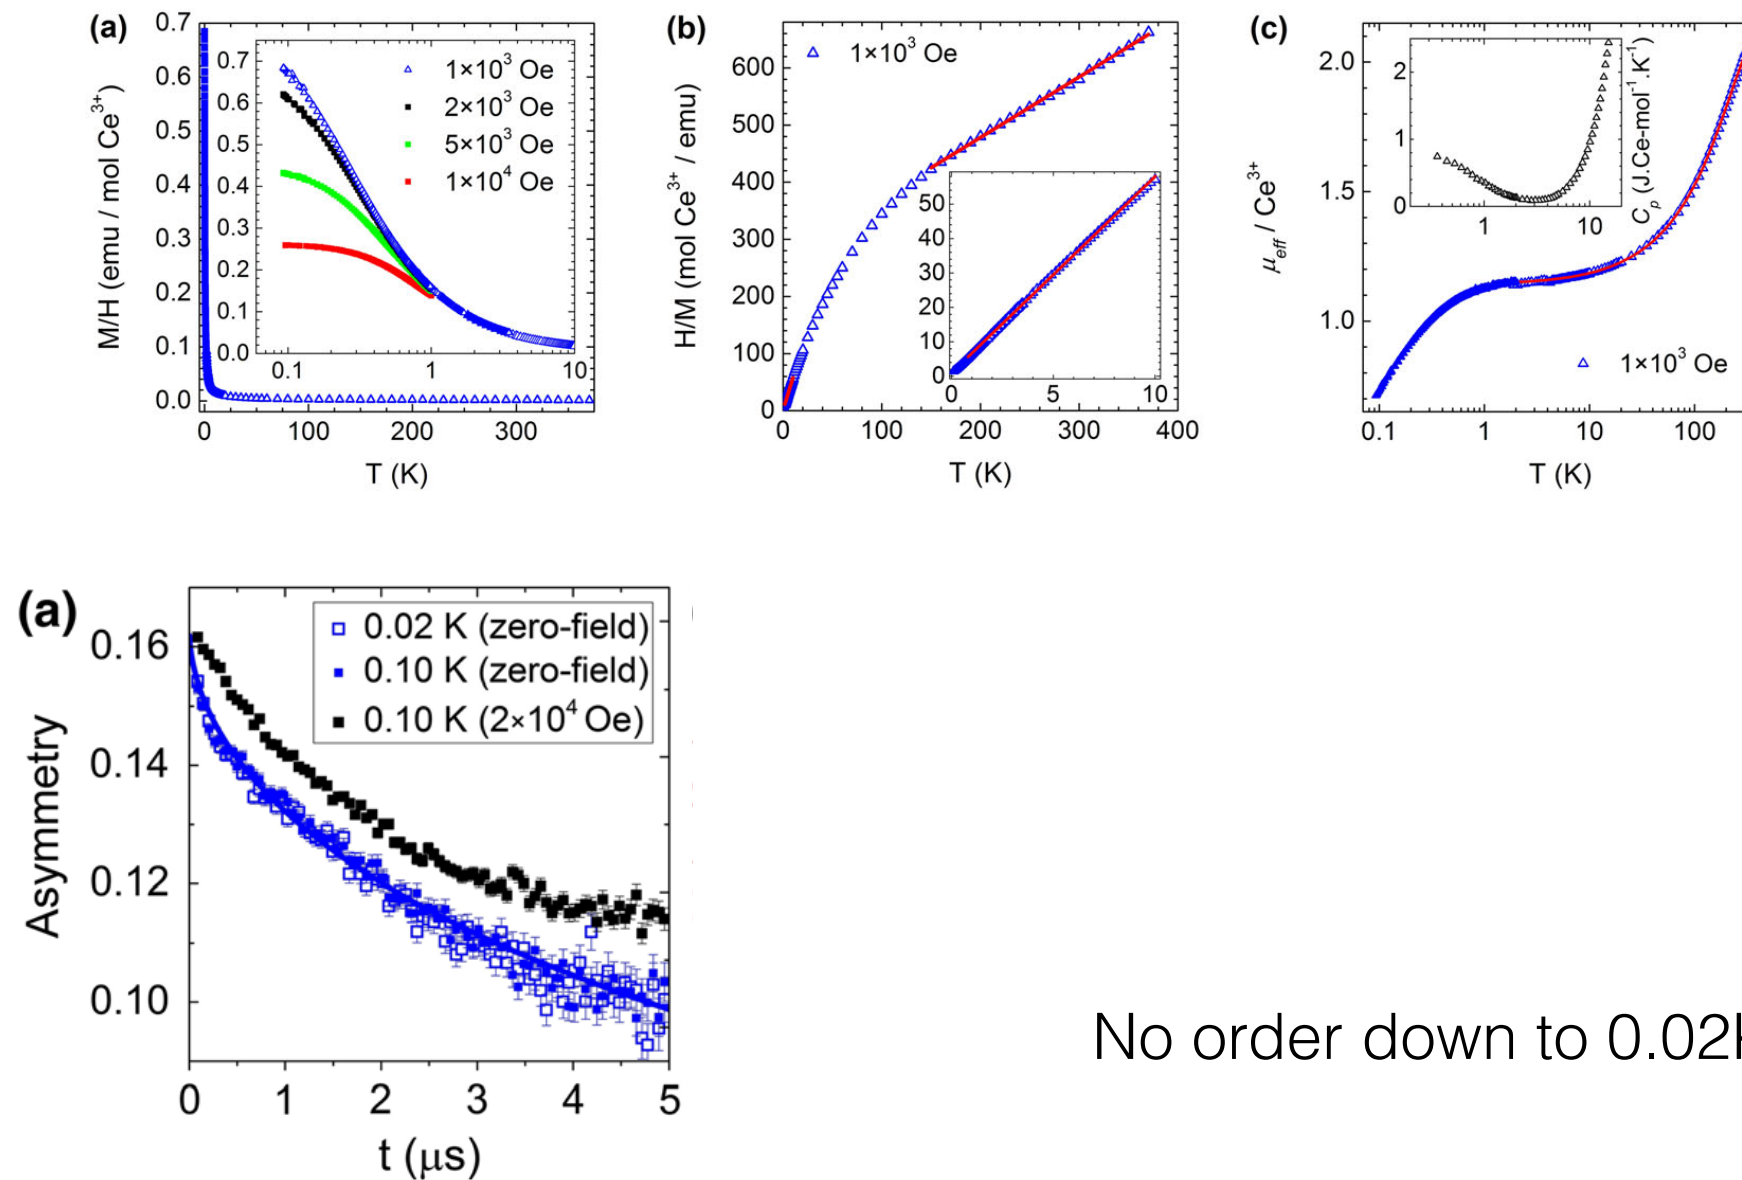 (a)
M/H (emu / mol Ce³⁺)
0.7
0.6
0.5
0.4
0.3
0.2
0.1
0.0
0 100 200 300
T (K)
0.7
0.6
0.5
0.4
0.3
0.2
0.1
0.0
0.1 1 10
1×10³ Oe
2×10³ Oe
5×10³ Oe
1×10⁴ Oe
(b)
H/M (mol Ce³⁺ / emu)
600
500
400
300
200
100
0
0 100 200 300 400
T (K)
1×10³ Oe
50
40
30
20
10
0
0 5 10
(c)
μeff / Ce³⁺
2.0
1.5
1.0
0.1 1 10 100
T (K)
2
1
0
1 10
Cp (J.Ce-mol⁻¹.K⁻¹)
1×10³ Oe
(a)
Asymmetry
0.16
0.14
0.12
0.10
0 1 2 3 4 5
t (μs)
0.02 K (zero-field)
0.10 K (zero-field)
0.10 K (2×10⁴ Oe)
No order down to 0.02